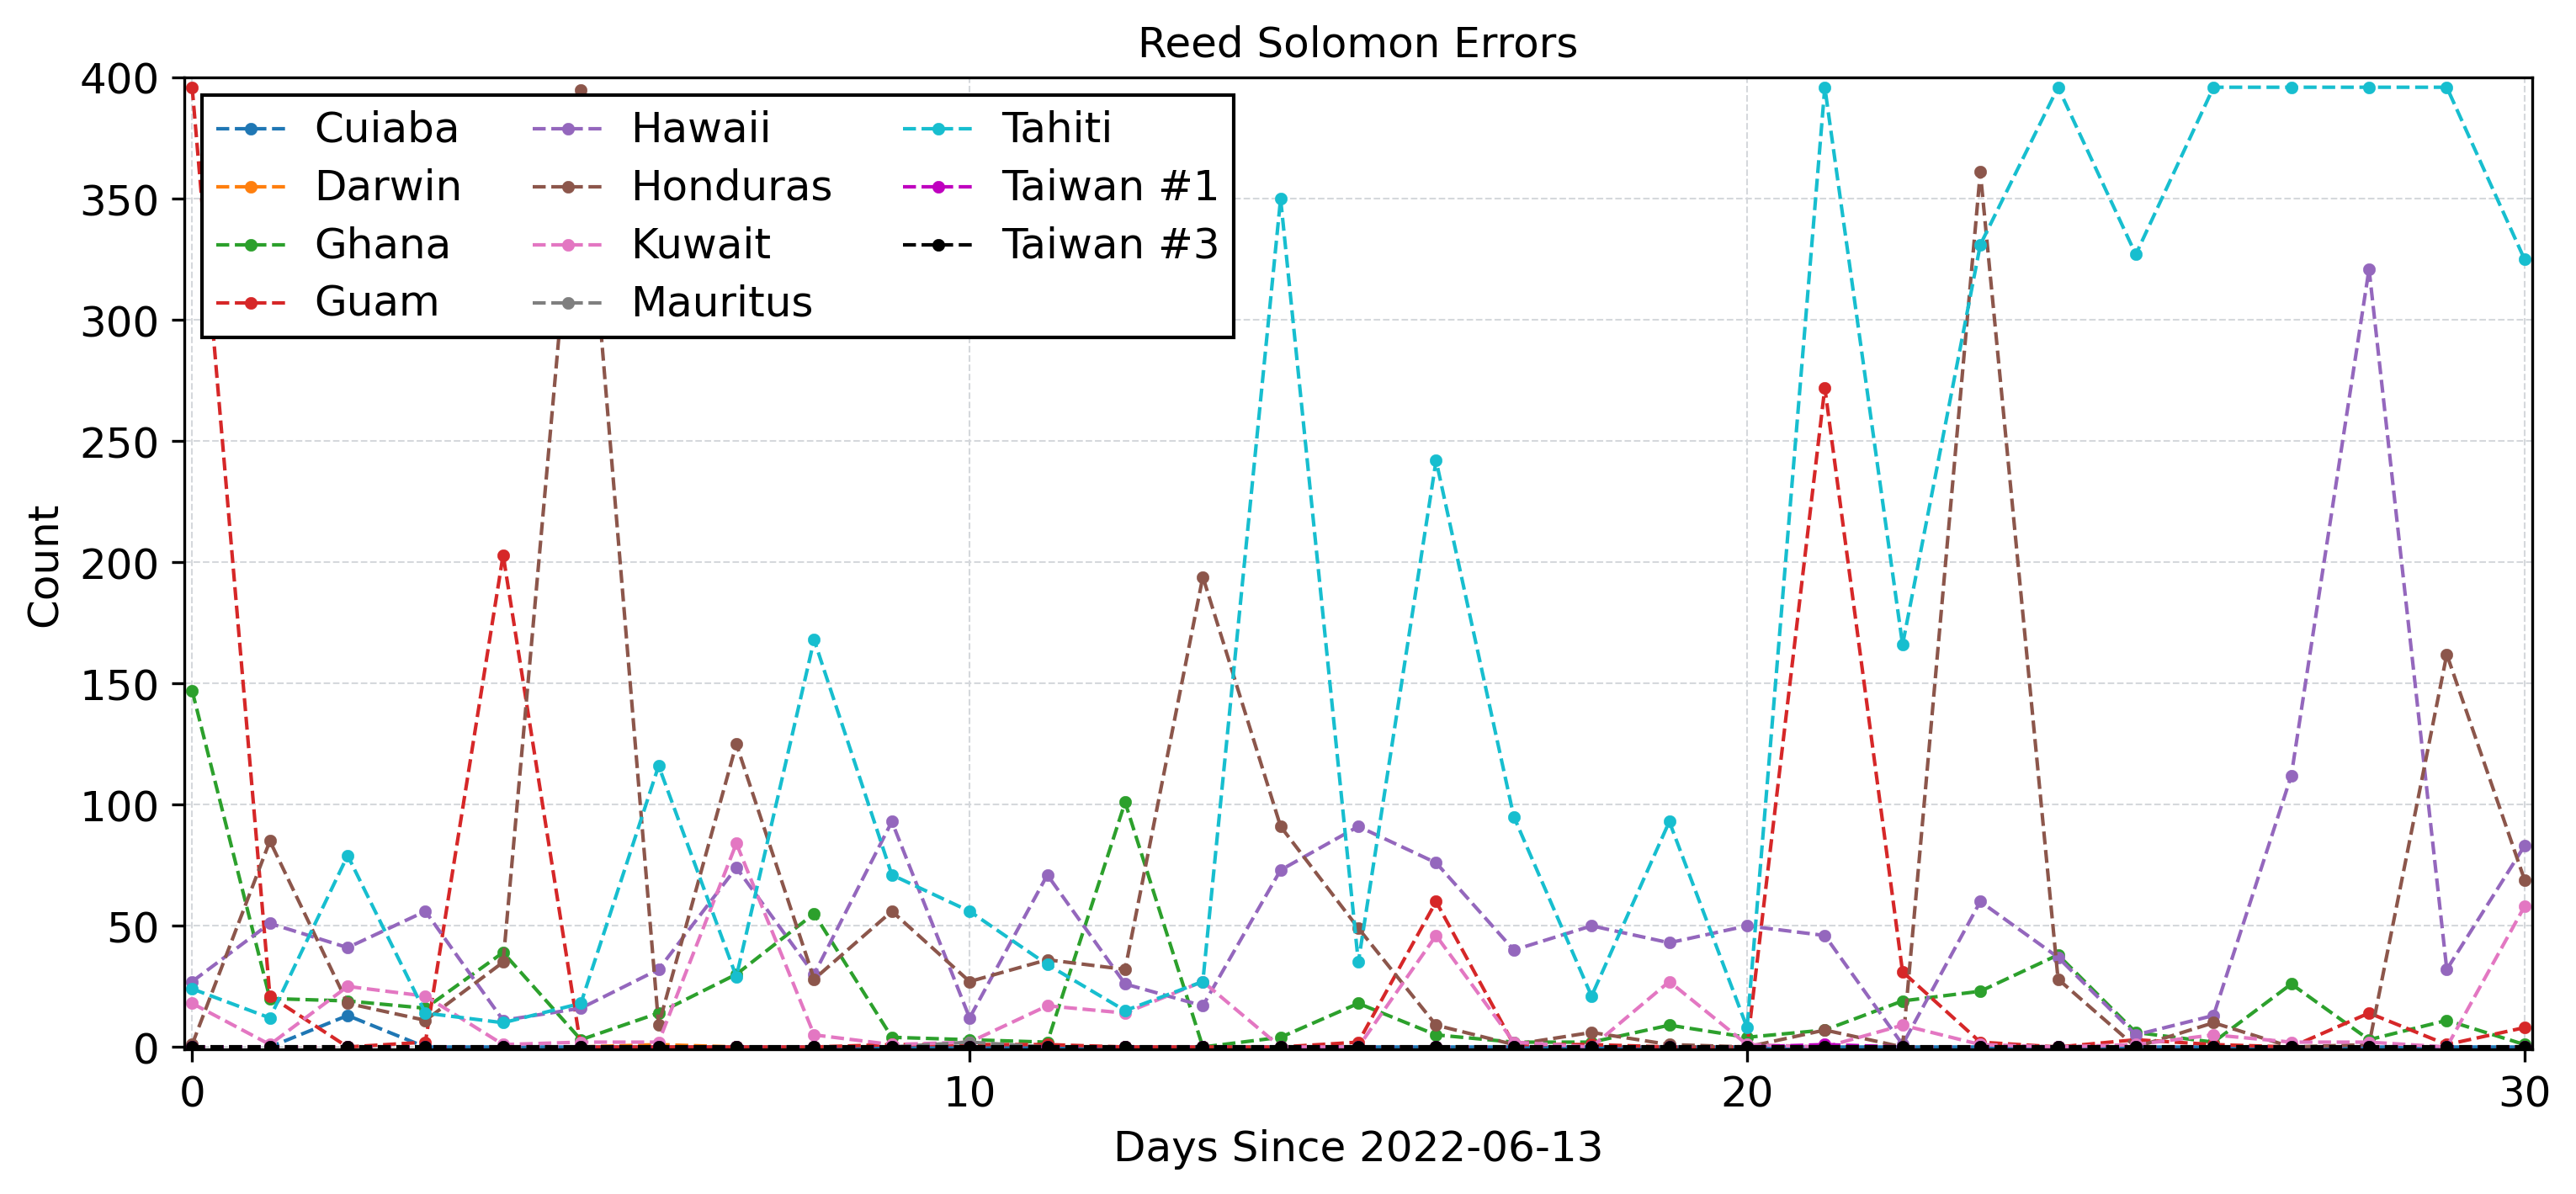 Reed Solomon Errors
400
350
300
250
200
150
100
50
0
Count
Cuiaba
Darwin
Ghana
Guam
Hawaii
Honduras
Kuwait
Mauritus
Tahiti
Taiwan #1
Taiwan #3
0 10 20 30
Days Since 2022-06-13